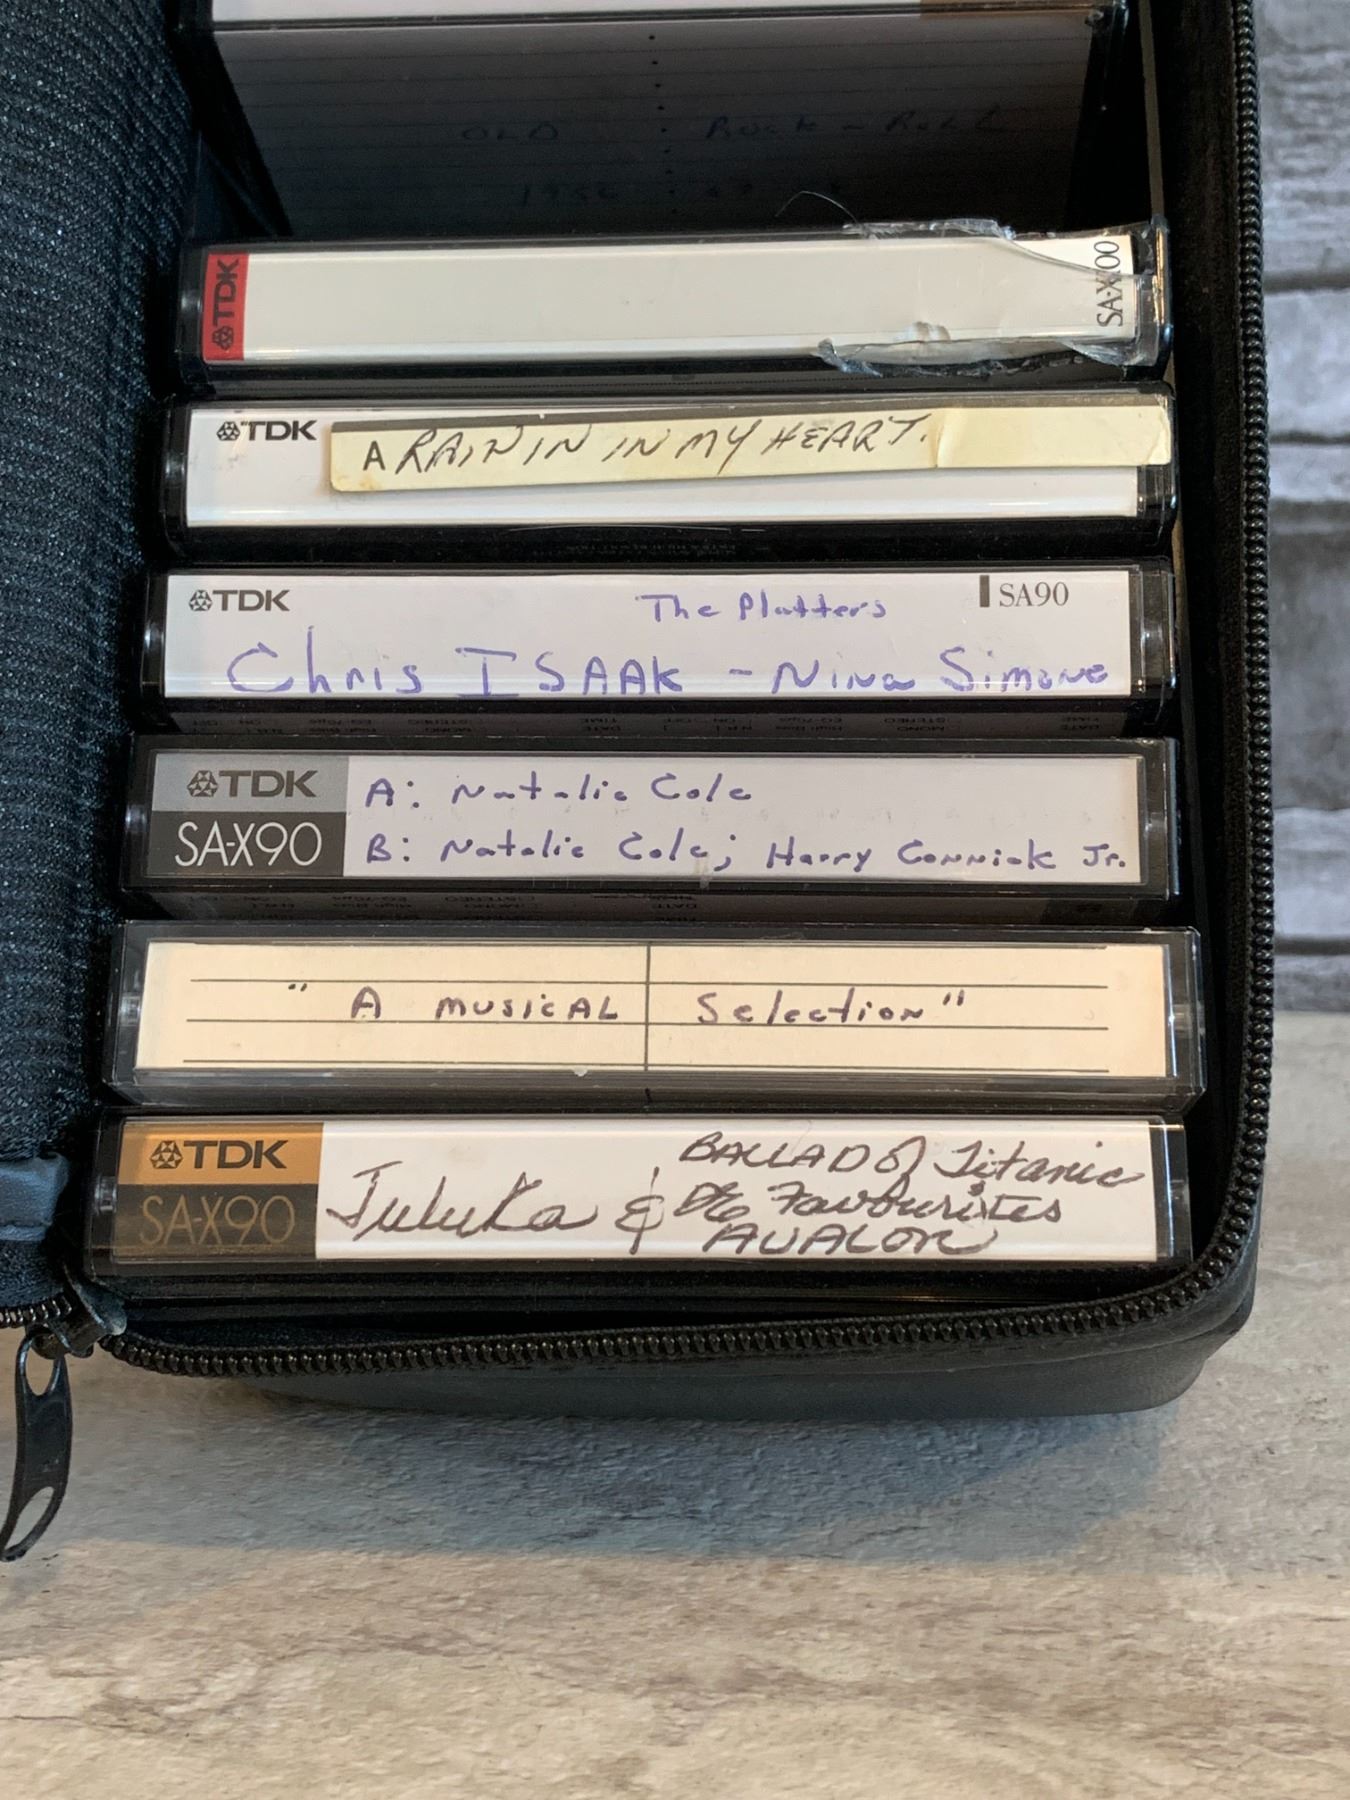 OLD ROCK - ROLL
TDK SA-X100
TDK A RAININ IN MY HEART.
TDK The Platters SA90
Chris ISAAK - Nina Simone
TDK A: Natalie Cole
SA-X90 B: Natalie Cole; Harry Connick Jr.
" A MUSICAL Selection "
TDK BALLAD of Titanic
SA-X90 Juluka & Favourites
AVALON